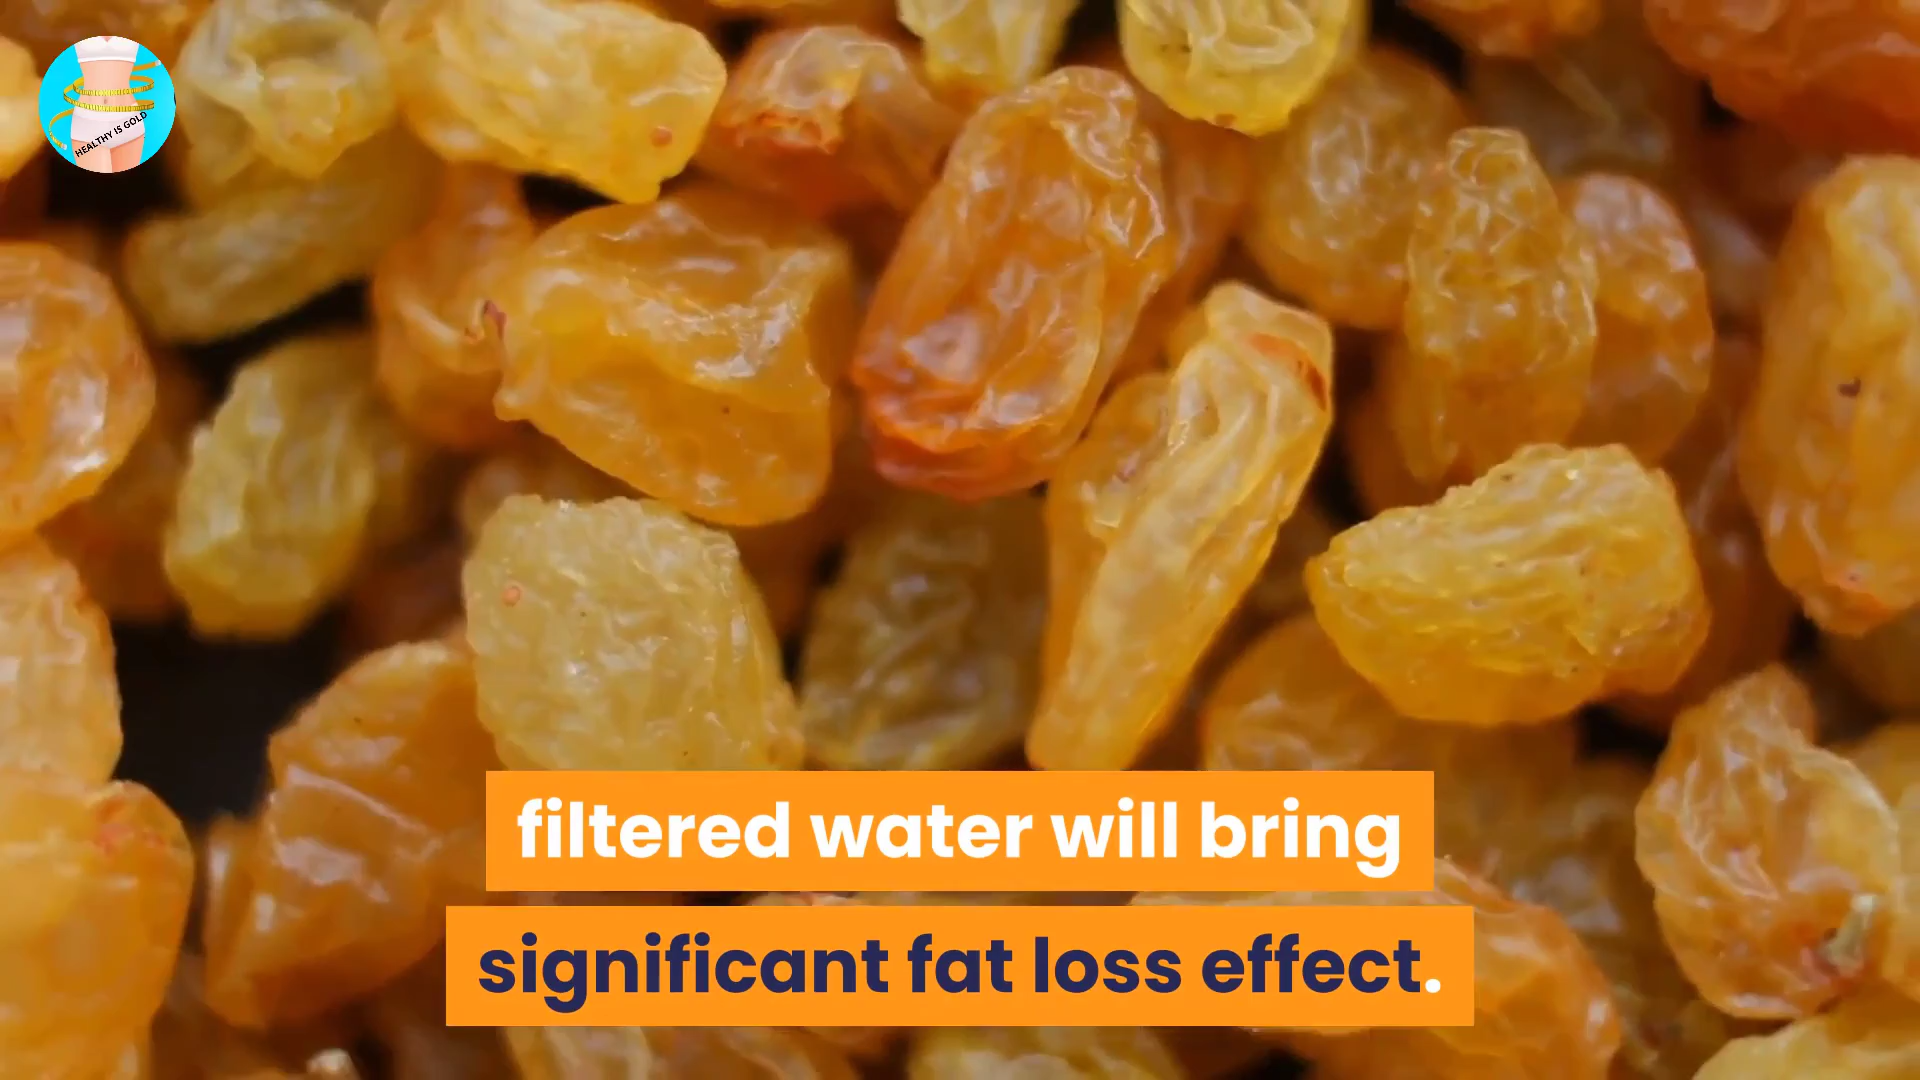 HEALTHY IS GOLD
filtered water will bring
significant fat loss effect.